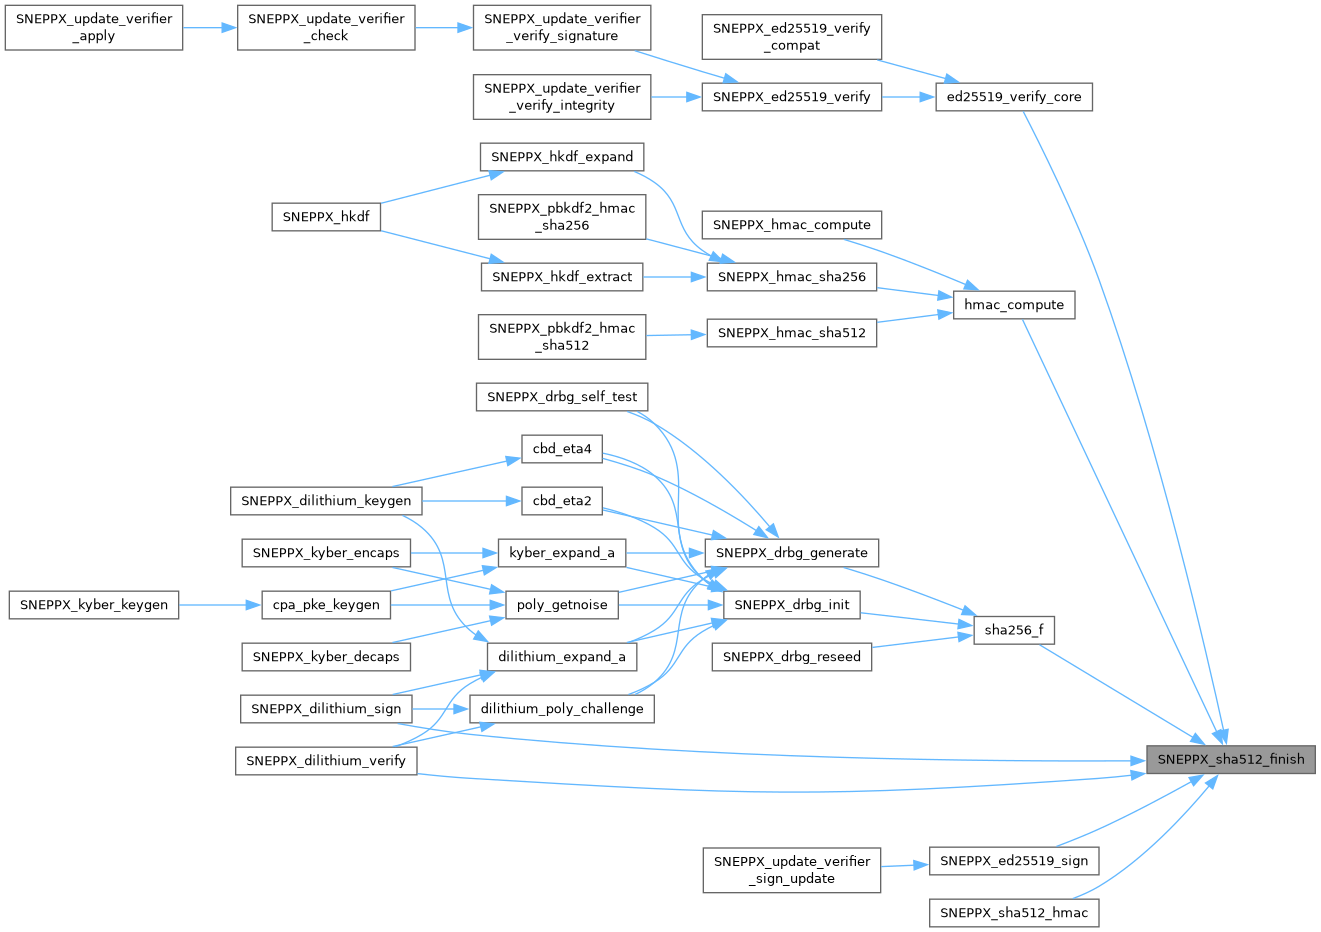 SNEPPX_update_verifier
_apply
SNEPPX_update_verifier
_check
SNEPPX_update_verifier
_verify_signature
SNEPPX_ed25519_verify
_compat
SNEPPX_update_verifier
_verify_integrity
SNEPPX_ed25519_verify
ed25519_verify_core
SNEPPX_hkdf_expand
SNEPPX_hkdf
SNEPPX_pbkdf2_hmac
_sha256
SNEPPX_hmac_compute
SNEPPX_hkdf_extract
SNEPPX_hmac_sha256
hmac_compute
SNEPPX_pbkdf2_hmac
_sha512
SNEPPX_hmac_sha512
SNEPPX_drbg_self_test
cbd_eta4
SNEPPX_dilithium_keygen
cbd_eta2
SNEPPX_kyber_encaps
kyber_expand_a
SNEPPX_drbg_generate
SNEPPX_kyber_keygen
cpa_pke_keygen
poly_getnoise
SNEPPX_drbg_init
sha256_f
SNEPPX_kyber_decaps
dilithium_expand_a
SNEPPX_drbg_reseed
SNEPPX_dilithium_sign
dilithium_poly_challenge
SNEPPX_dilithium_verify
SNEPPX_sha512_finish
SNEPPX_update_verifier
_sign_update
SNEPPX_ed25519_sign
SNEPPX_sha512_hmac